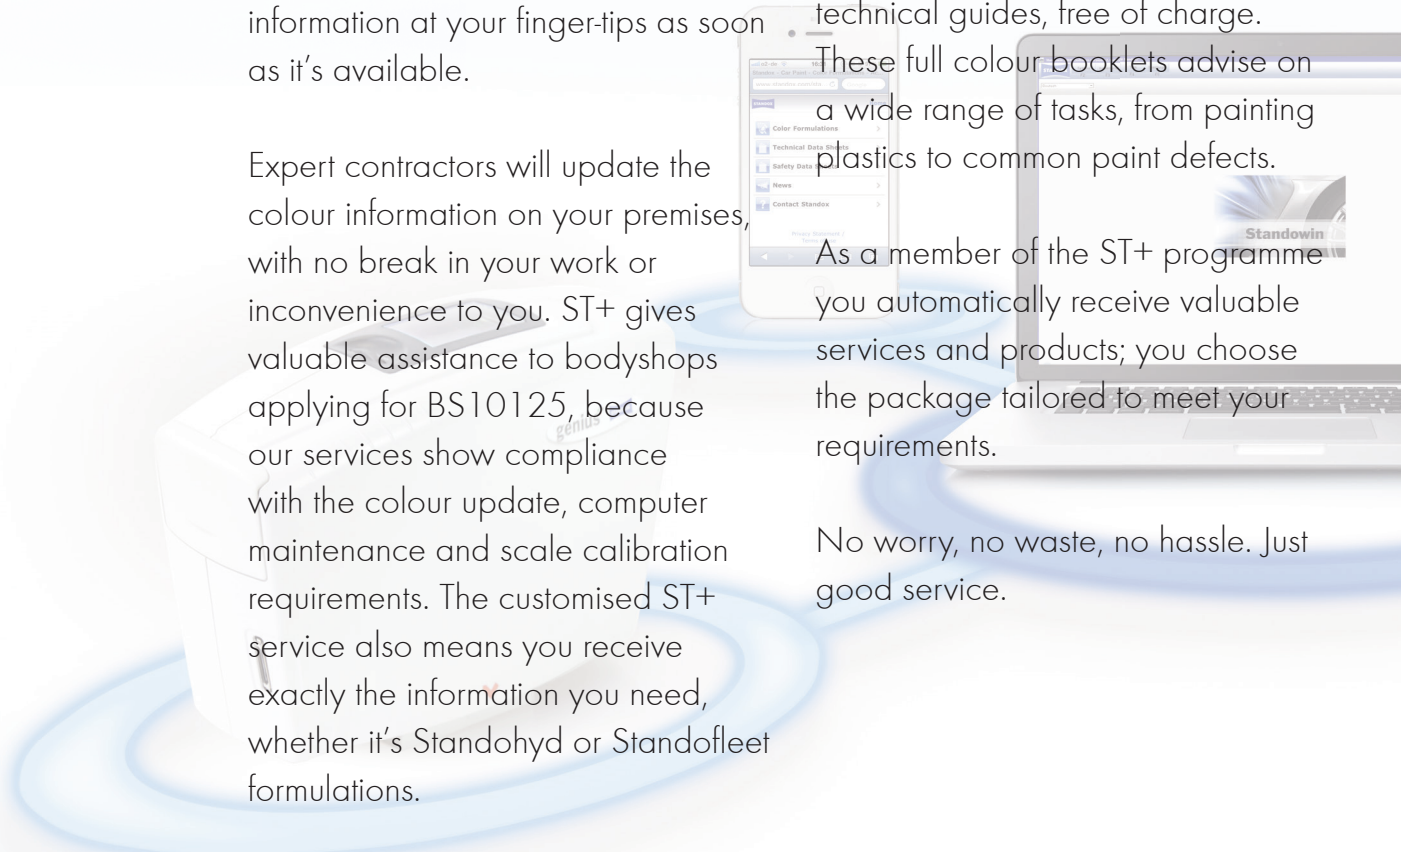 information at your finger-tips as soon
as it's available.
Expert contractors will update the
colour information on your premises,
with no break in your work or
inconvenience to you. ST+ gives
valuable assistance to bodyshops
applying for BS10125, because
our services show compliance
with the colour update, computer
maintenance and scale calibration
requirements. The customised ST+
service also means you receive
exactly the information you need,
whether it's Standohyd or Standofleet
formulations.
technical guides, free of charge.
These full colour booklets advise on
a wide range of tasks, from painting
plastics to common paint defects.
As a member of the ST+ programme
you automatically receive valuable
services and products; you choose
the package tailored to meet your
requirements.
No worry, no waste, no hassle. Just
good service.
Color Formulations
Technical Data Sheets
Safety Data
News
Contact Standox
Standowin
genius